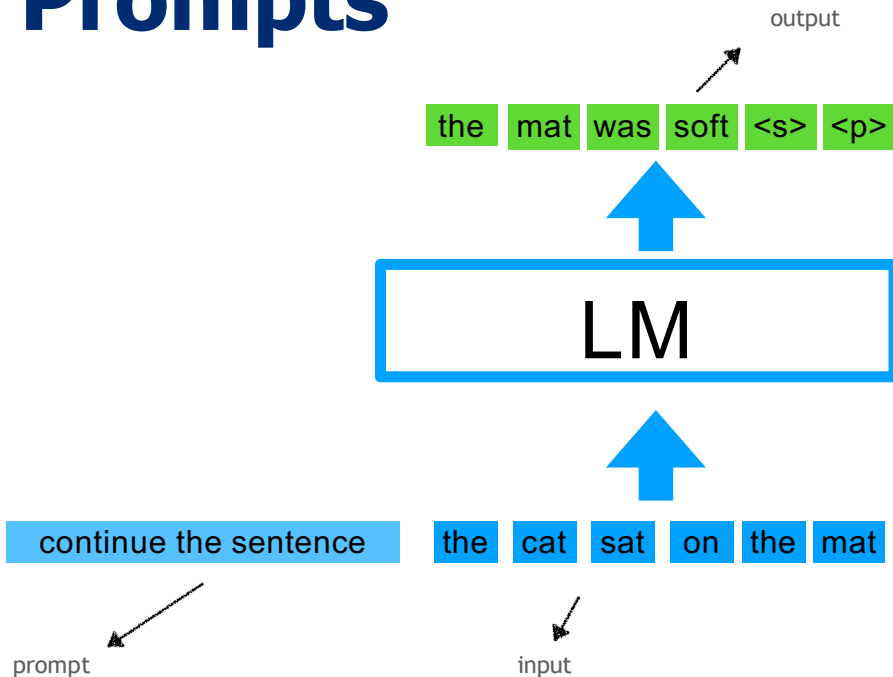 Prompts
output
the mat was soft <s> <p>
LM
continue the sentence the cat sat on the mat
prompt input